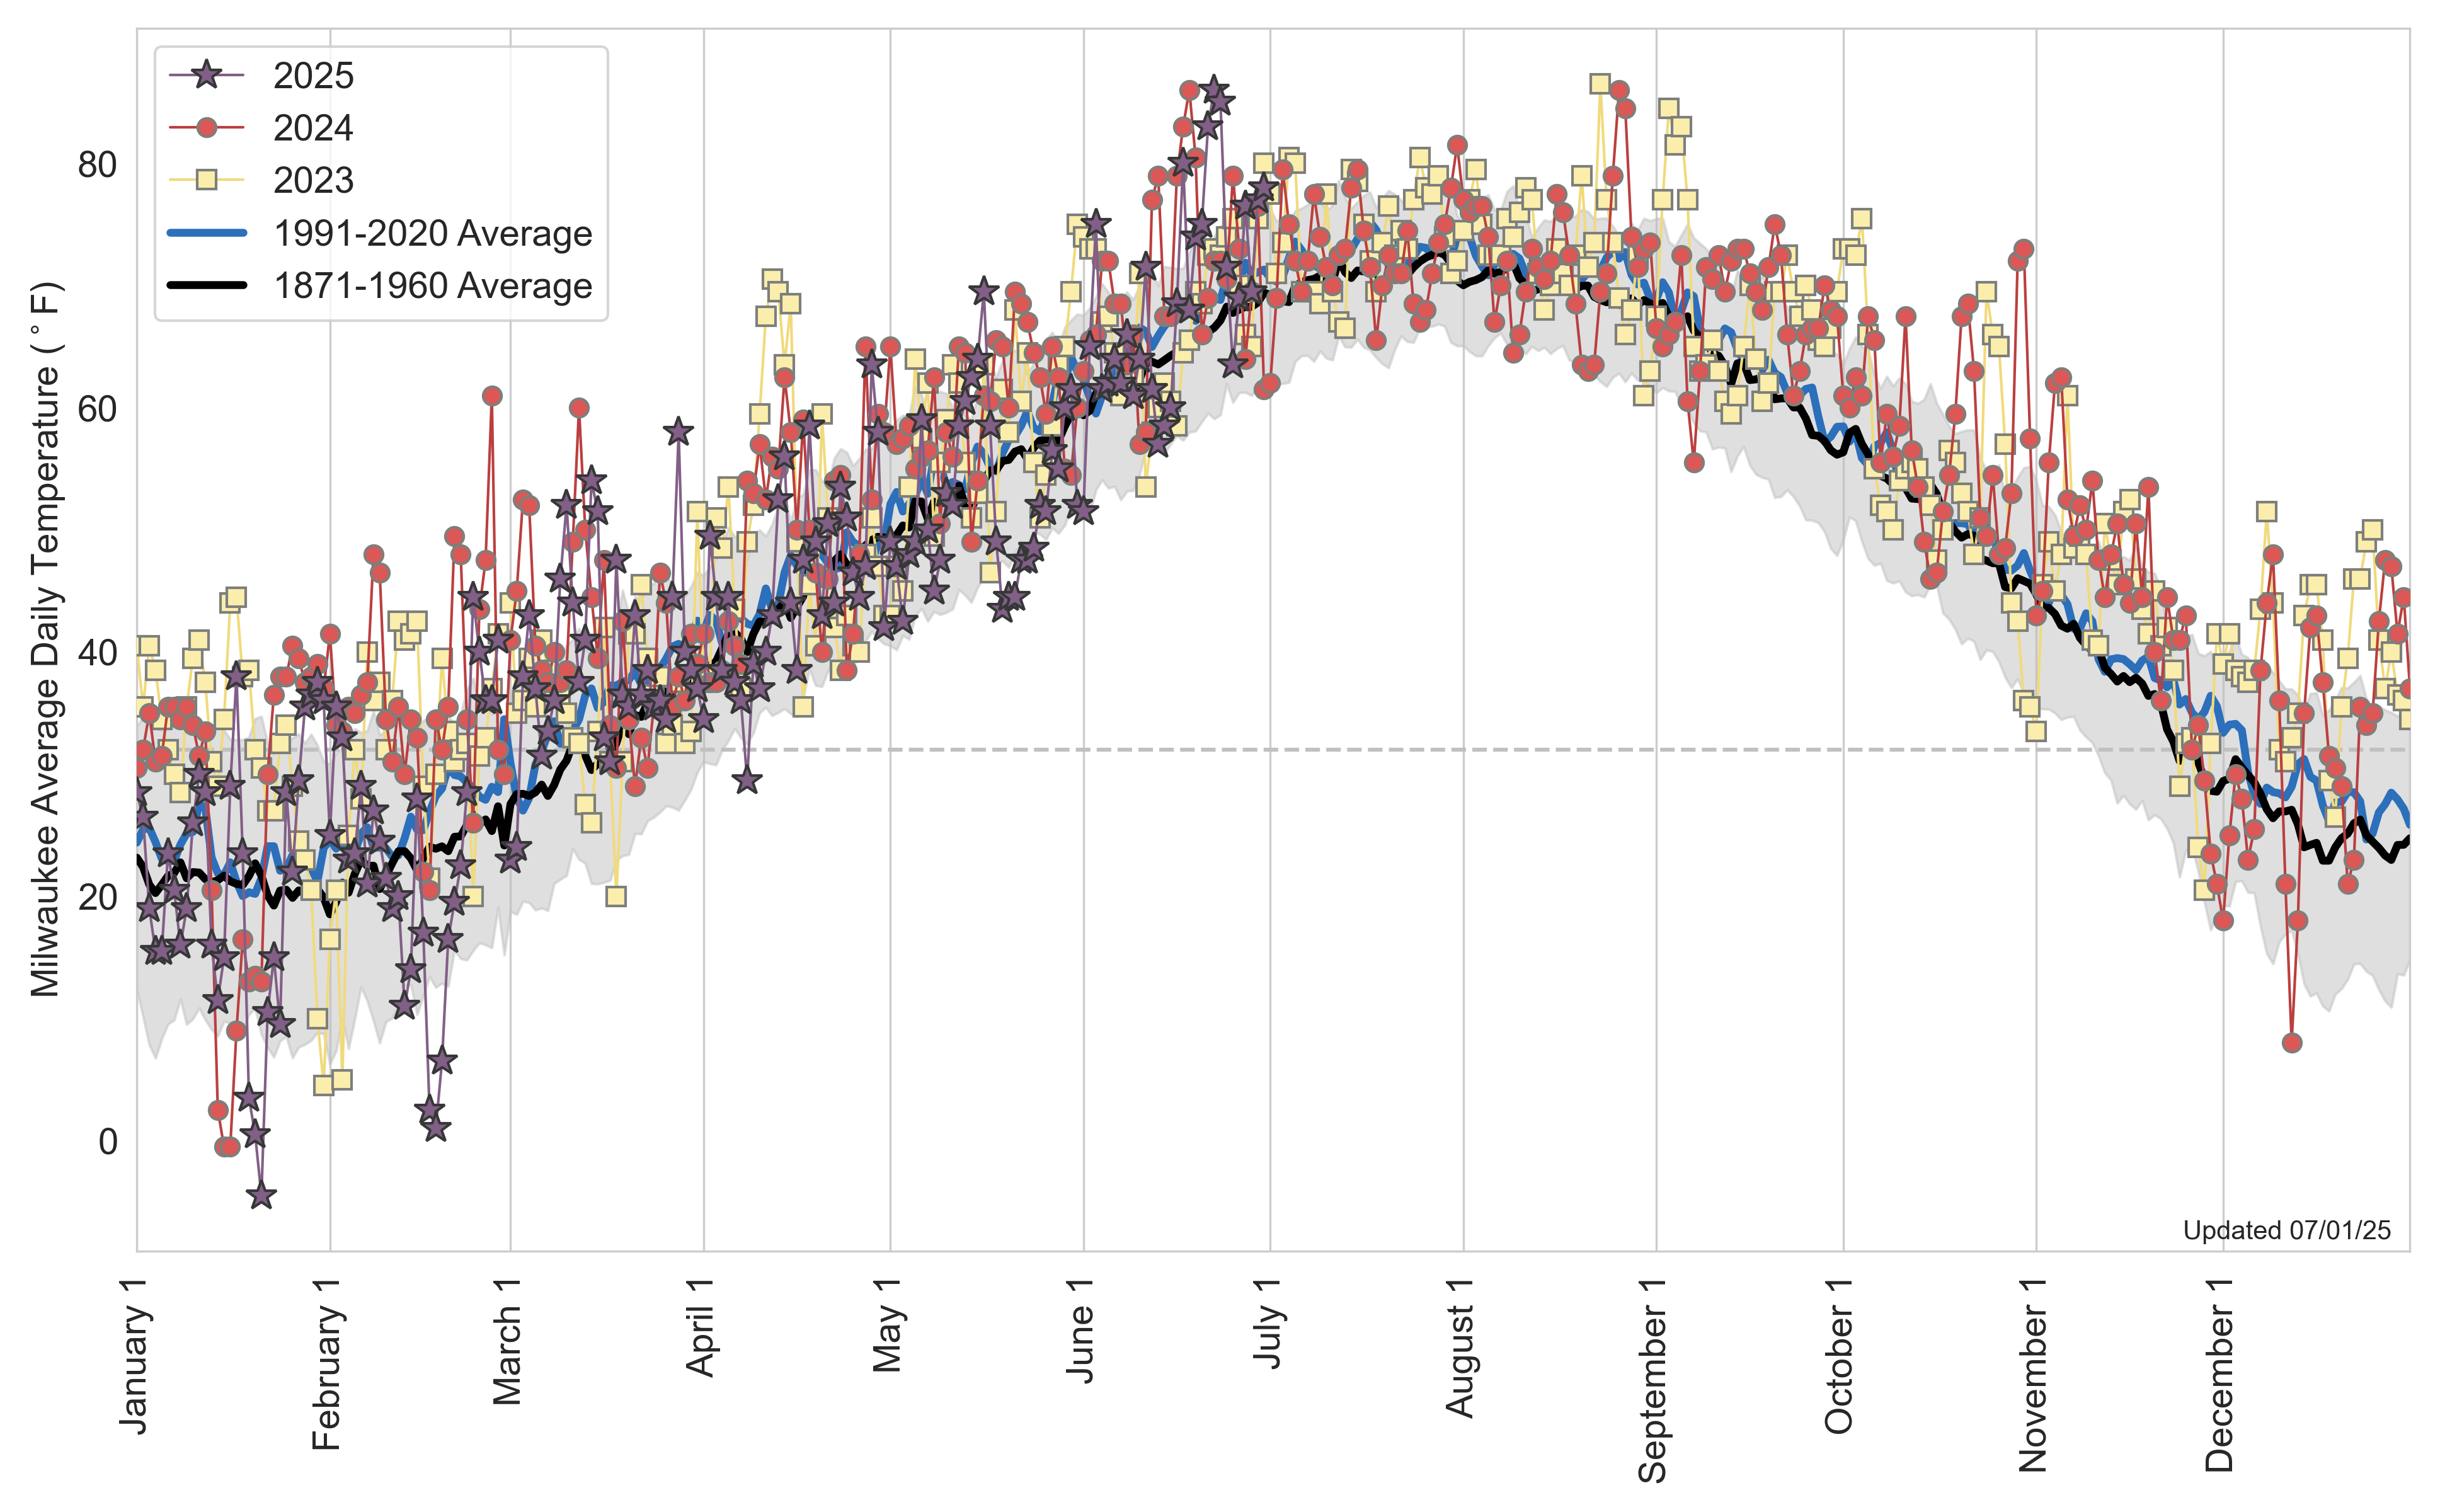 2025
2024
2023
1991-2020 Average
1871-1960 Average
Milwaukee Average Daily Temperature (°F)
80
60
40
20
0
Updated 07/01/25
January 1
February 1
March 1
April 1
May 1
June 1
July 1
August 1
September 1
October 1
November 1
December 1